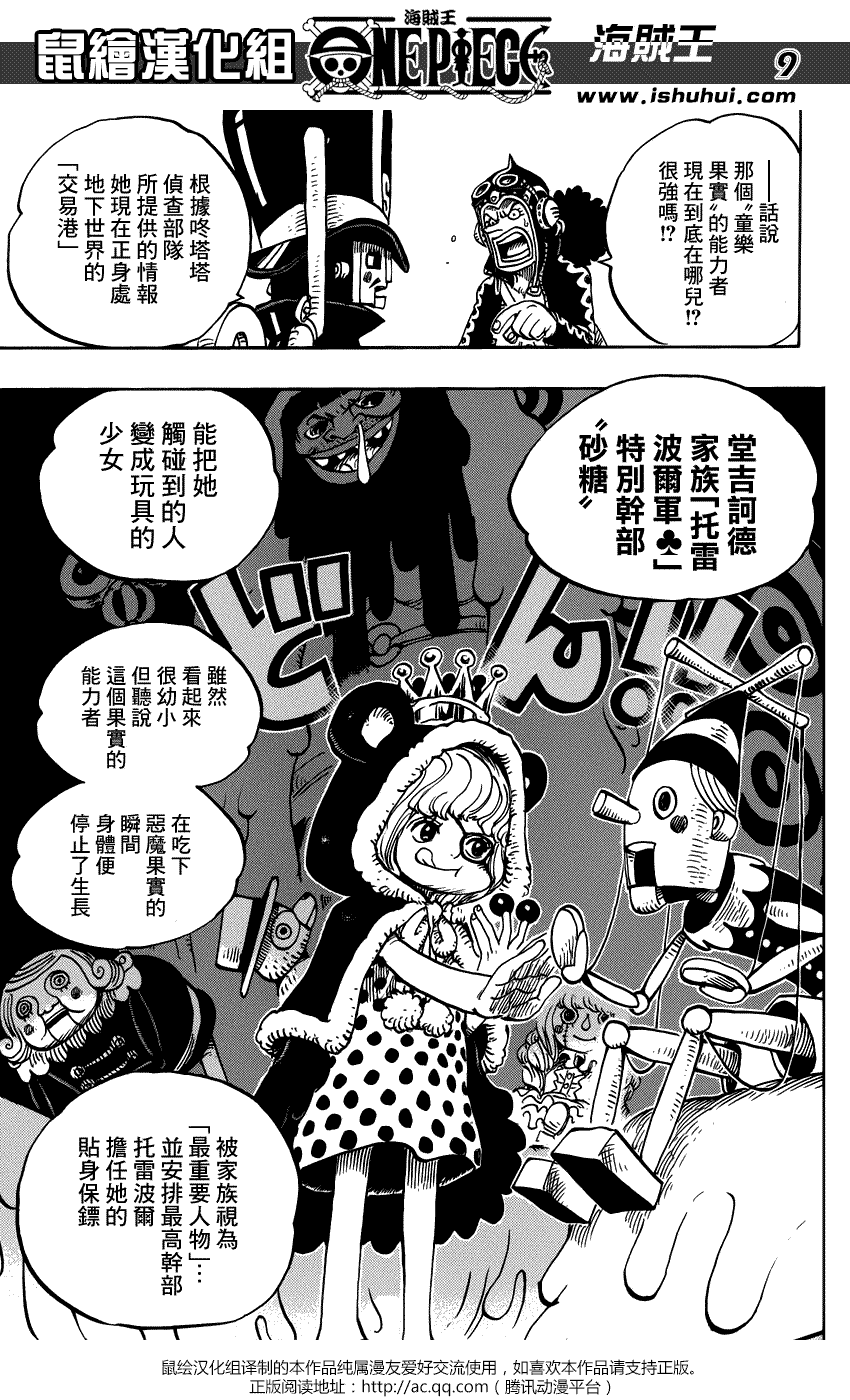 鼠繪漢化組
海賊王
ONE PIECE
海賊王
9
www.ishuhui.com
——話說
那個〝童樂
果實〞的能力者
現在到底在哪兒!?
很強嗎!?
根據咚塔塔
偵查部隊
所提供的情報
她現在正身處
地下世界的
「交易港」
堂吉訶德
家族「托雷
波爾軍♣」
特別幹部
〝砂糖〞
能把她
觸碰到的人
變成玩具的
少女
ドん!!
雖然
看起來
很幼小
但聽說
這個果實的
能力者
在吃下
惡魔果實的
瞬間
身體便
停止了生長
被家族視為
「最重要人物」…
並安排最高幹部
托雷波爾
擔任她的
貼身保鏢
鼠绘汉化组译制的本作品纯属漫友爱好交流使用，如喜欢本作品请支持正版。
正版阅读地址：http://ac.qq.com（腾讯动漫平台）